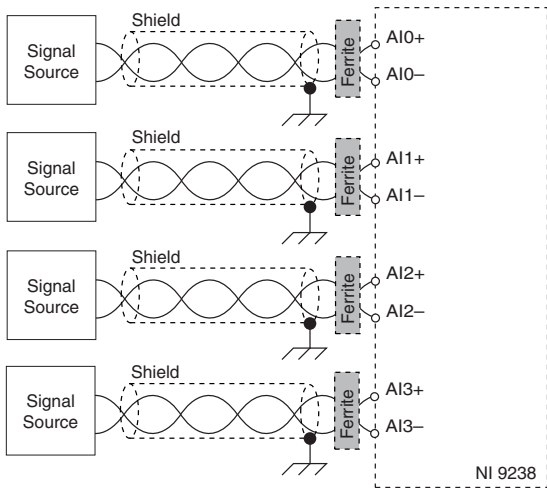 Signal
Source
Shield
Ferrite
AI0+
AI0–
Signal
Source
Shield
Ferrite
AI1+
AI1–
Signal
Source
Shield
Ferrite
AI2+
AI2–
Signal
Source
Shield
Ferrite
AI3+
AI3–
NI 9238